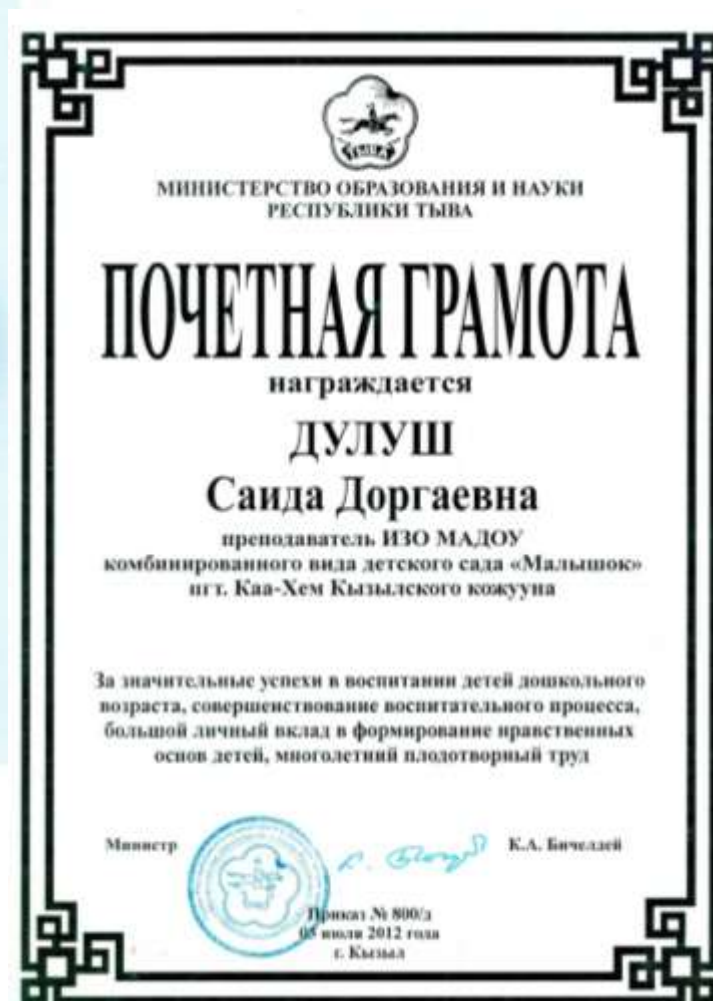 ТЫВА
МИНИСТЕРСТВО ОБРАЗОВАНИЯ И НАУКИ
РЕСПУБЛИКИ ТЫВА
ПОЧЕТНАЯ ГРАМОТА
награждается
ДУЛУШ
Саида Доргаевна
преподаватель ИЗО МАДОУ
комбинированного вида детского сада «Малышок»
пгт. Каа-Хем Кызылского кожууна
За значительные успехи в воспитании детей дошкольного
возраста, совершенствование воспитательного процесса,
большой личный вклад в формирование нравственных
основ детей, многолетний плодотворный труд
Министр
К.А. Бичелдей
Приказ № 800/д
2012 года
г. Кызыл